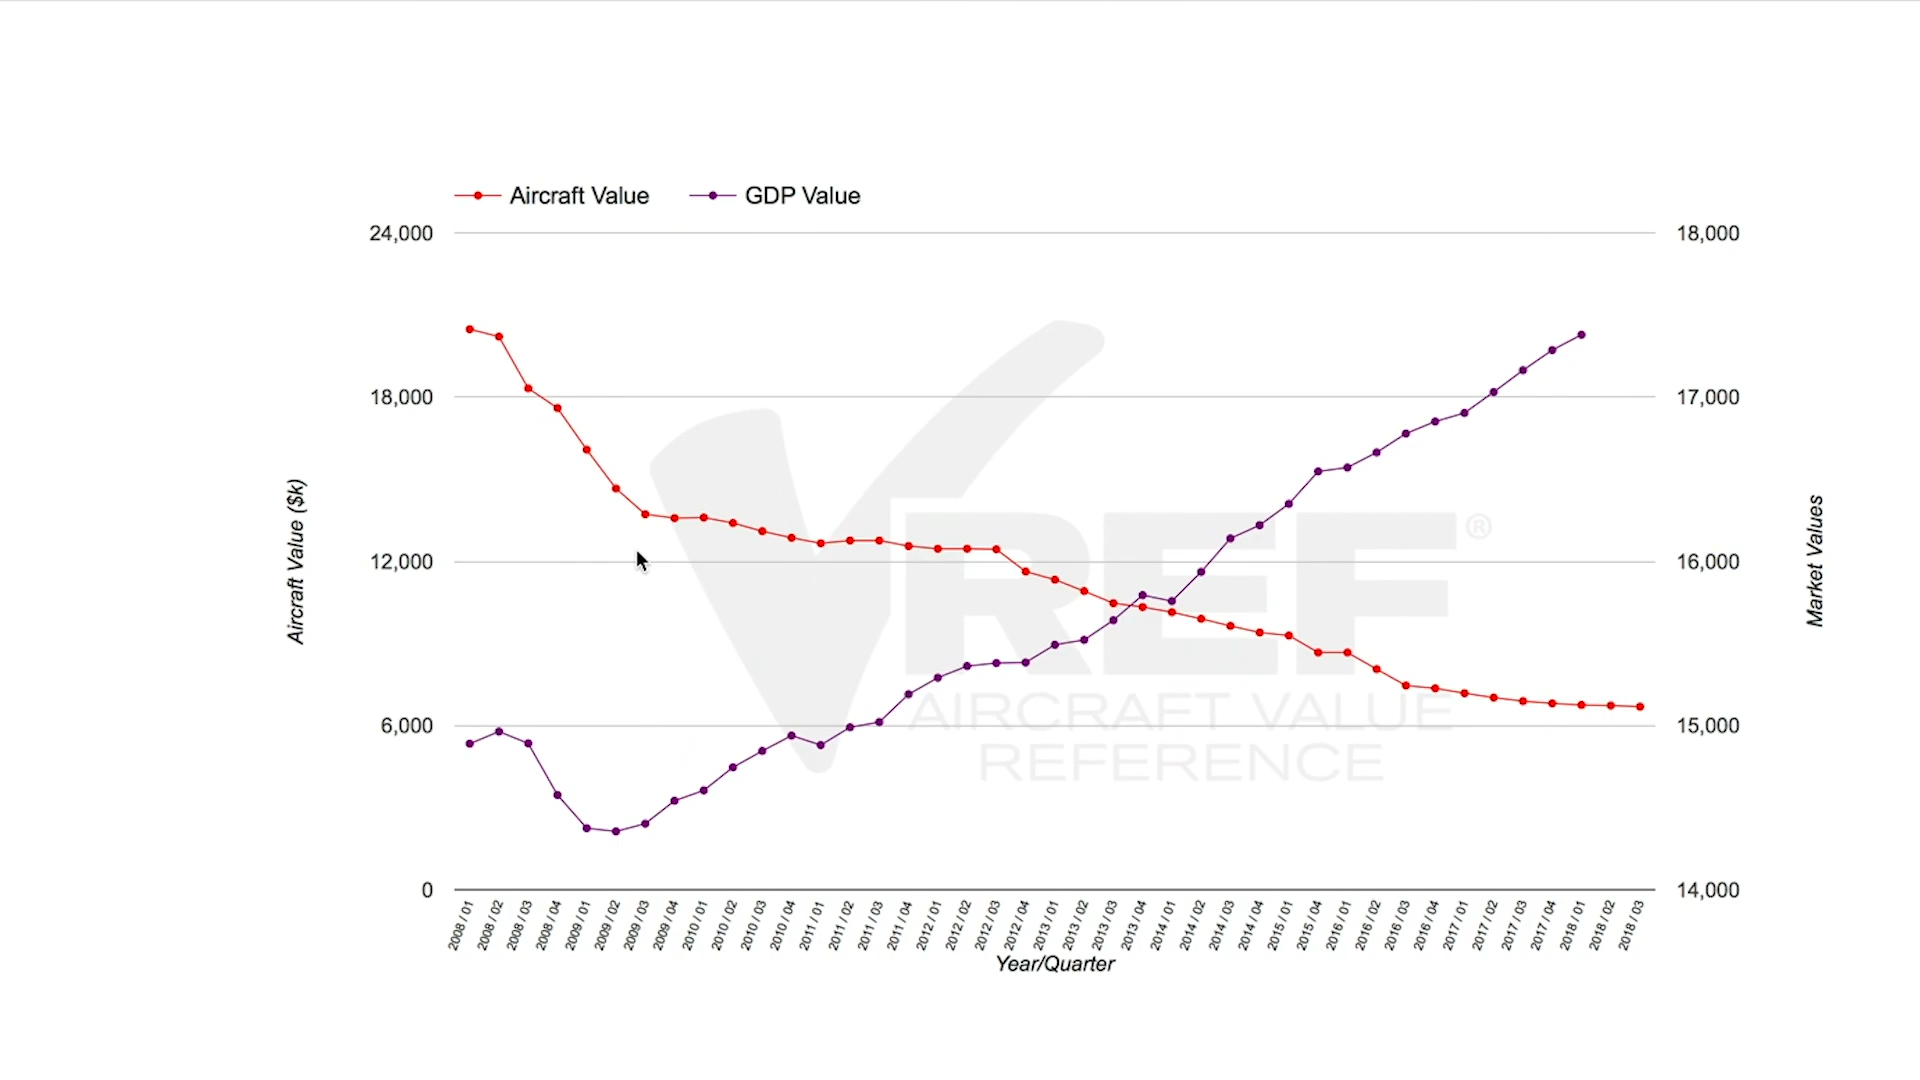 Aircraft Value GDP Value
24,000 18,000
18,000 17,000
12,000 16,000
6,000 15,000
0 14,000
Aircraft Value ($k)
Market Values
VREF®
AIRCRAFT VALUE
REFERENCE
2008 / 01 2008 / 02 2008 / 03 2008 / 04 2009 / 01 2009 / 02 2009 / 03 2009 / 04 2010 / 01 2010 / 02 2010 / 03 2010 / 04 2011 / 01 2011 / 02 2011 / 03 2011 / 04 2012 / 01 2012 / 02 2012 / 03 2012 / 04 2013 / 01 2013 / 02 2013 / 03 2013 / 04 2014 / 01 2014 / 02 2014 / 03 2014 / 04 2015 / 01 2015 / 04 2016 / 01 2016 / 02 2016 / 03 2016 / 04 2017 / 01 2017 / 02 2017 / 03 2017 / 04 2018 / 01 2018 / 02 2018 / 03
Year/Quarter